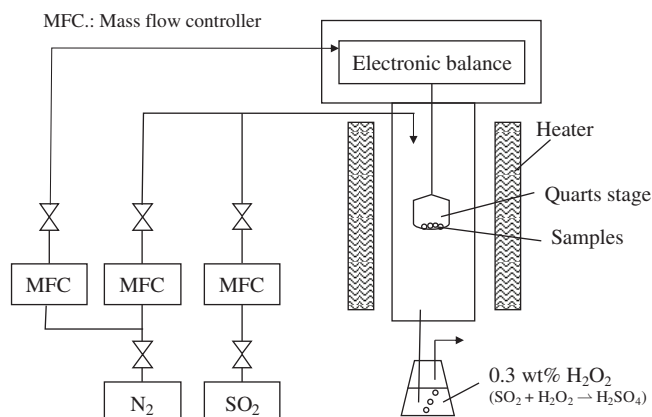 MFC.: Mass flow controller
Electronic balance
Heater
Quarts stage
Samples
MFC
MFC
MFC
N₂
SO₂
0.3 wt% H₂O₂
(SO₂ + H₂O₂ → H₂SO₄)